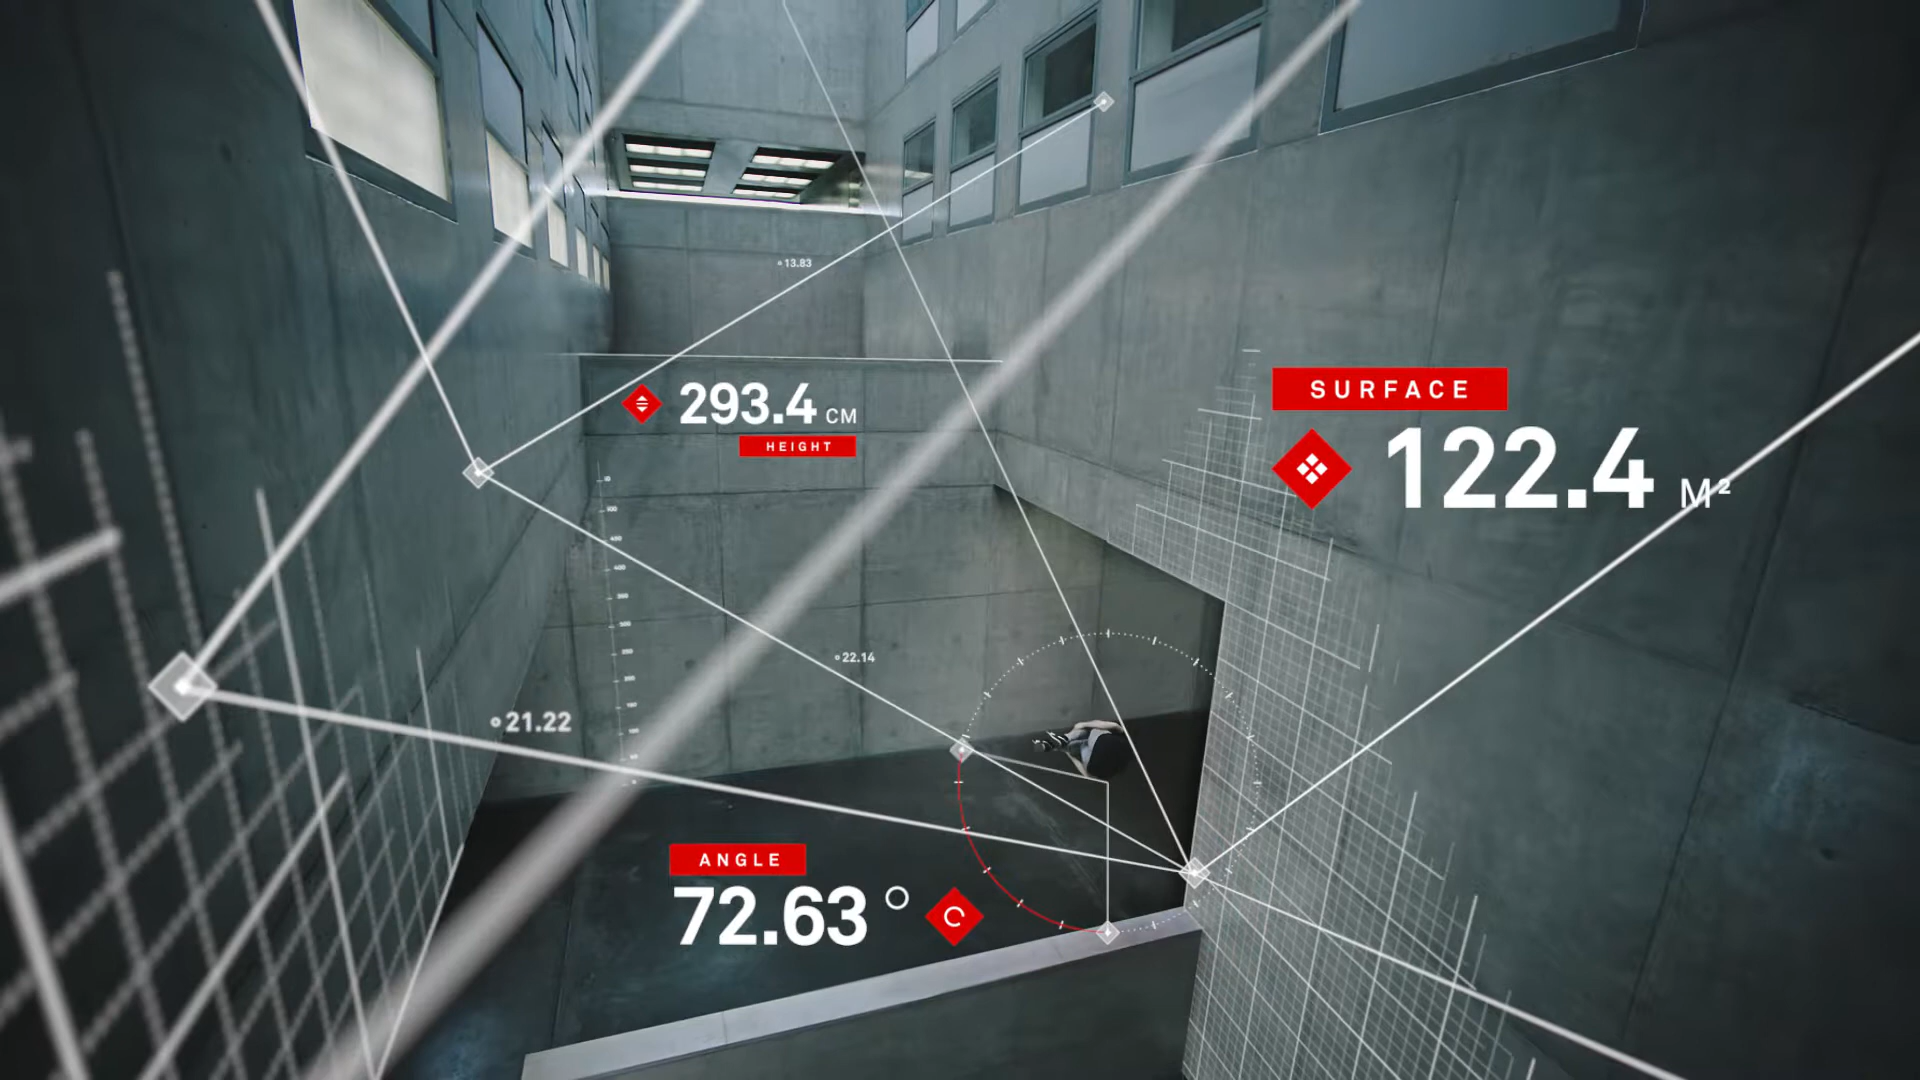 13.83
293.4 CM
HEIGHT
SURFACE
122.4 M²
22.14
21.22
ANGLE
72.63°